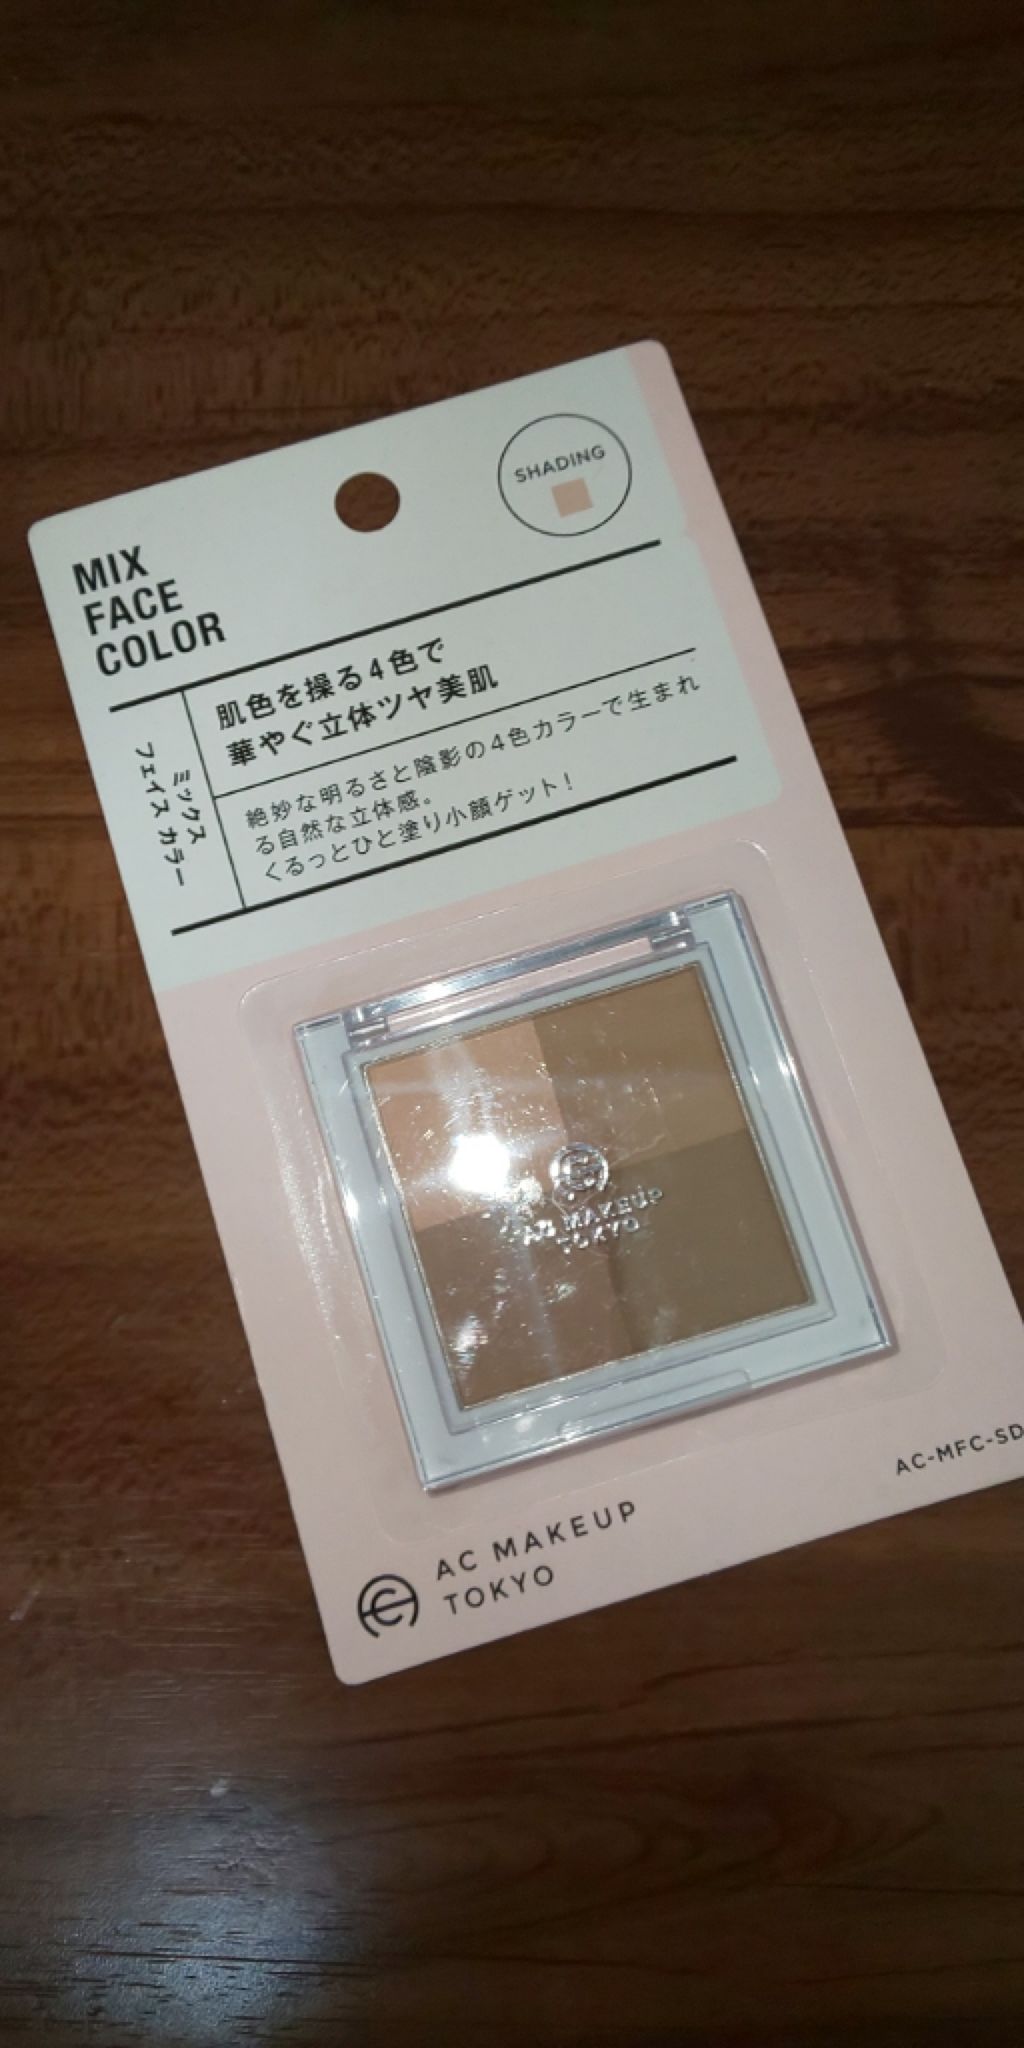 SHADING
MIX
FACE
COLOR
ミックス
フェイス カラー
肌色を操る4色で
華やぐ立体ツヤ美肌
絶妙な明るさと陰影の4色カラーで生まれ
る自然な立体感。
くるっとひと塗り小顔ゲット!
AC MAKEUP
TOKYO
AC-MFC-SD
AC MAKEUP
TOKYO